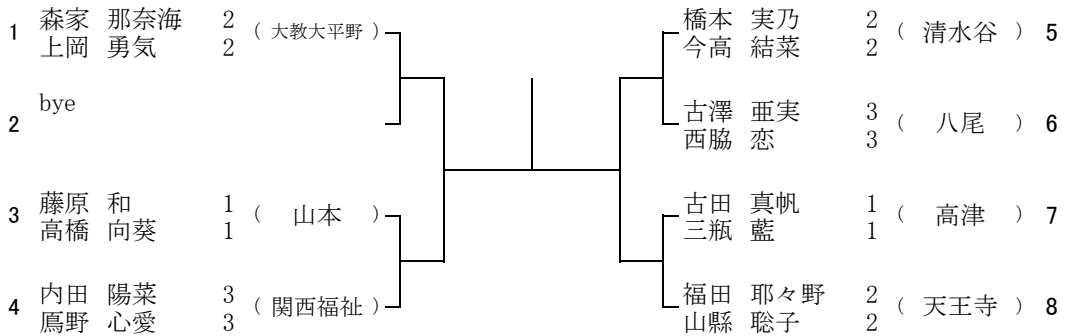 1 森家 那奈海 2 ( 大教大平野 )
上岡 勇気 2
2 bye
3 藤原 和 1 ( 山本 )
高橋 向葵 1
4 内田 陽菜 3 ( 関西福祉 )
鳫野 心愛 3
橋本 実乃 2 ( 清水谷 ) 5
今高 結菜 2
古澤 亜実 3 ( 八尾 ) 6
西脇 恋 3
古田 真帆 1 ( 高津 ) 7
三瓶 藍 1
福田 耶々野 2 ( 天王寺 ) 8
山縣 聡子 2